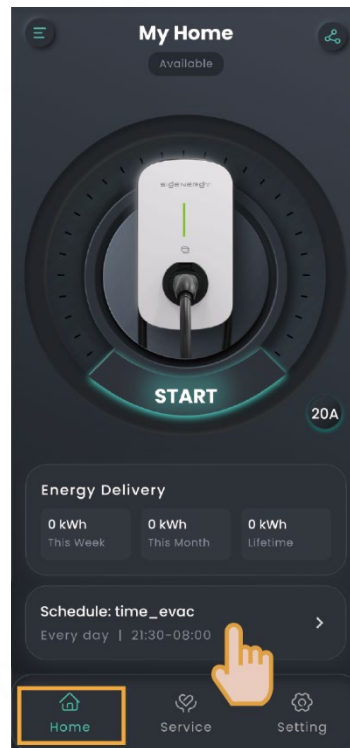 My Home
Available
SIGENERGY
START
20A
Energy Delivery
0 kWh 0 kWh 0 kWh
This Week This Month Lifetime
Schedule: time_evac
Every day | 21:30-08:00
Home Service Setting